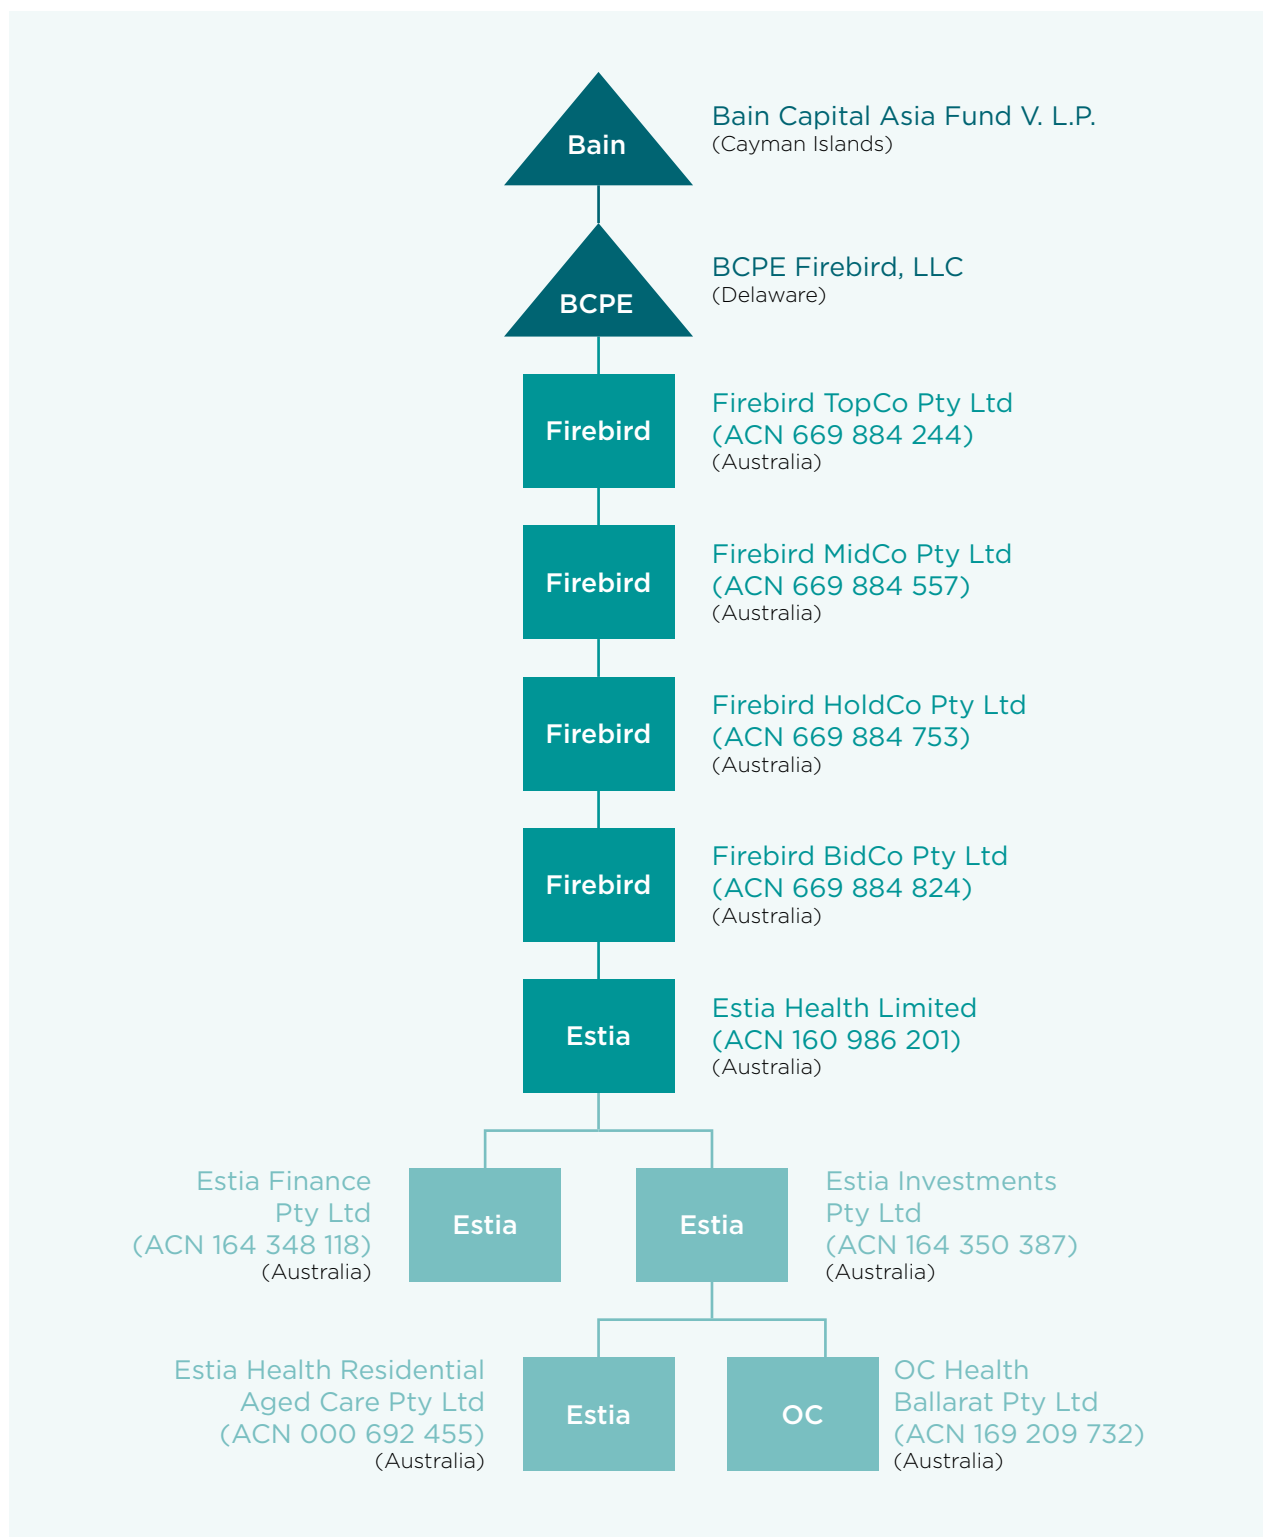 Bain
Bain Capital Asia Fund V. L.P.
(Cayman Islands)
BCPE
BCPE Firebird, LLC
(Delaware)
Firebird
Firebird TopCo Pty Ltd
(ACN 669 884 244)
(Australia)
Firebird
Firebird MidCo Pty Ltd
(ACN 669 884 557)
(Australia)
Firebird
Firebird HoldCo Pty Ltd
(ACN 669 884 753)
(Australia)
Firebird
Firebird BidCo Pty Ltd
(ACN 669 884 824)
(Australia)
Estia
Estia Health Limited
(ACN 160 986 201)
(Australia)
Estia Finance
Pty Ltd
(ACN 164 348 118)
(Australia)
Estia
Estia
Estia Investments
Pty Ltd
(ACN 164 350 387)
(Australia)
Estia Health Residential
Aged Care Pty Ltd
(ACN 000 692 455)
(Australia)
Estia
OC
OC Health
Ballarat Pty Ltd
(ACN 169 209 732)
(Australia)